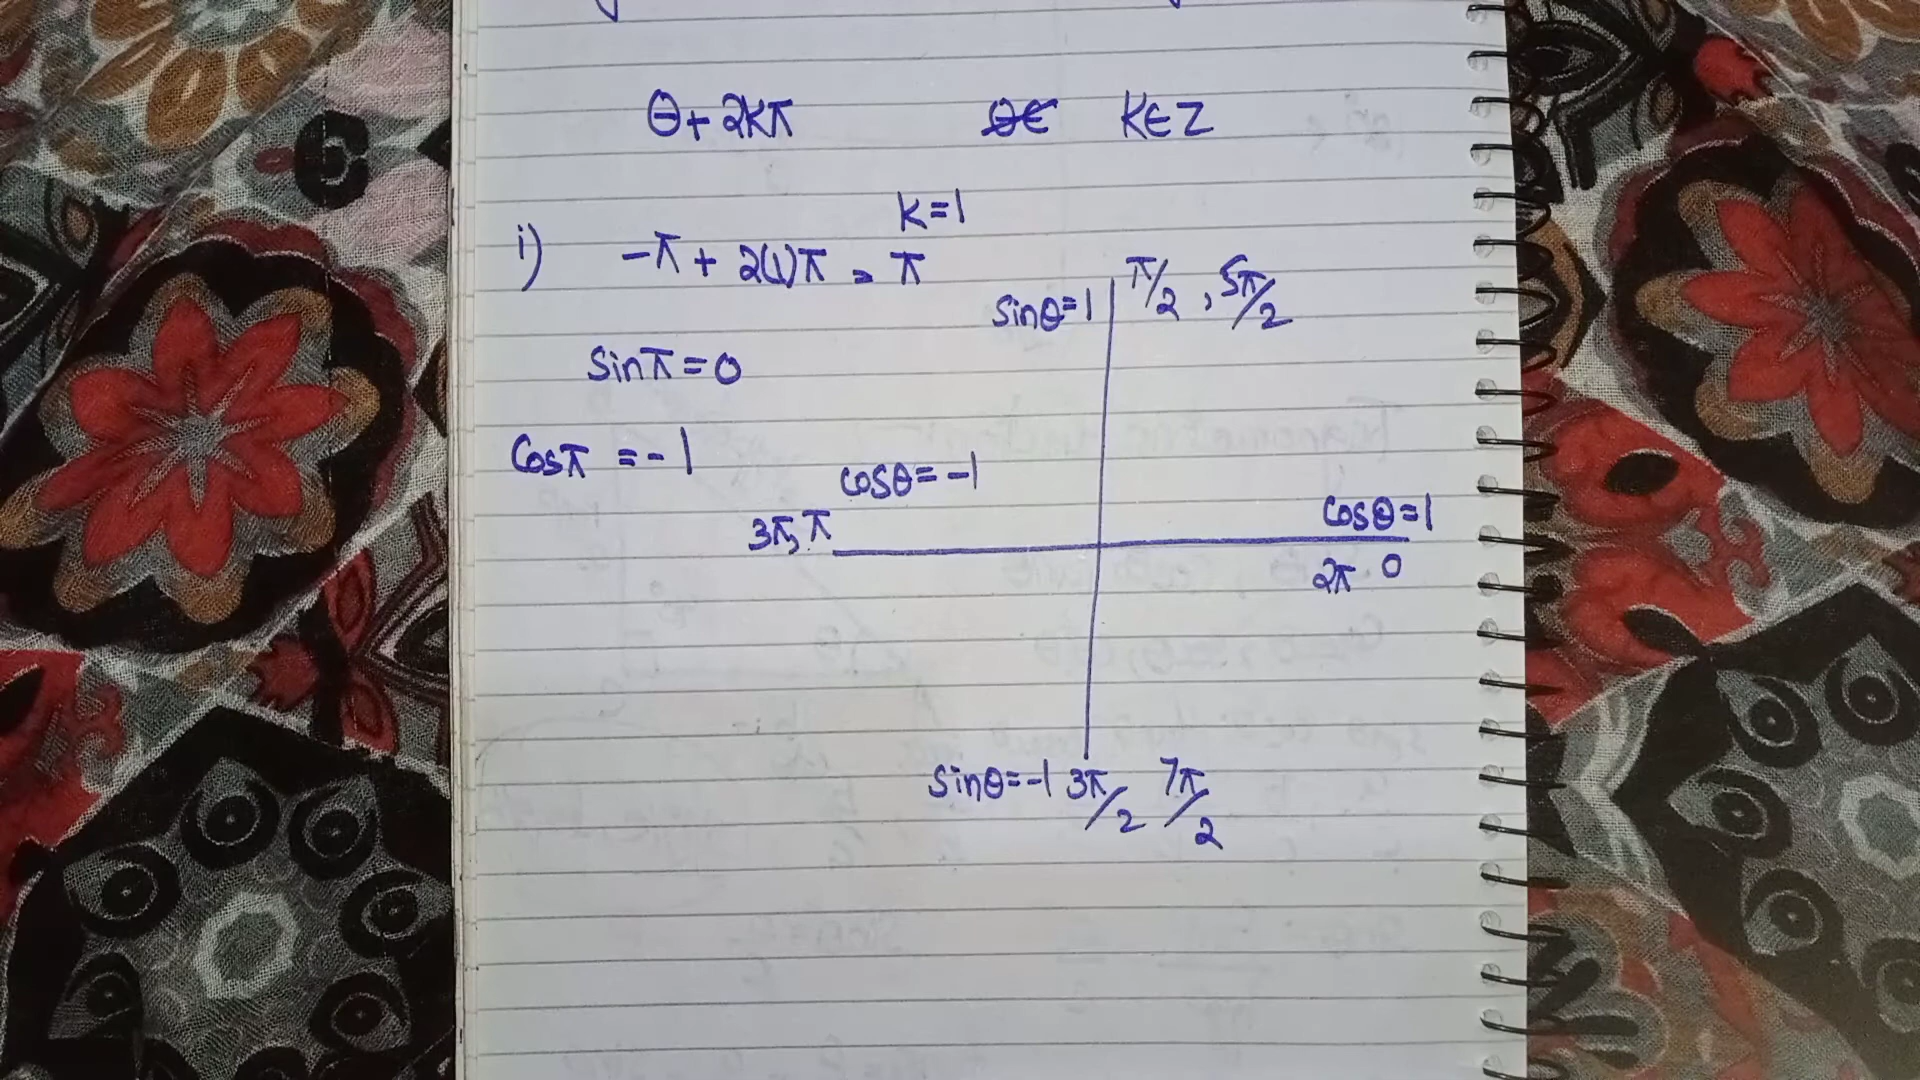 θ+2kπ θ∈ K∈Z
k=1
i) -π + 2(1)π = π
π/2 , 5π/2
sinθ=1
sinπ=0
cosπ = -1
cosθ=-1
3π, π
cosθ=1
2π 0
sinθ=-1 3π/2 7π/2